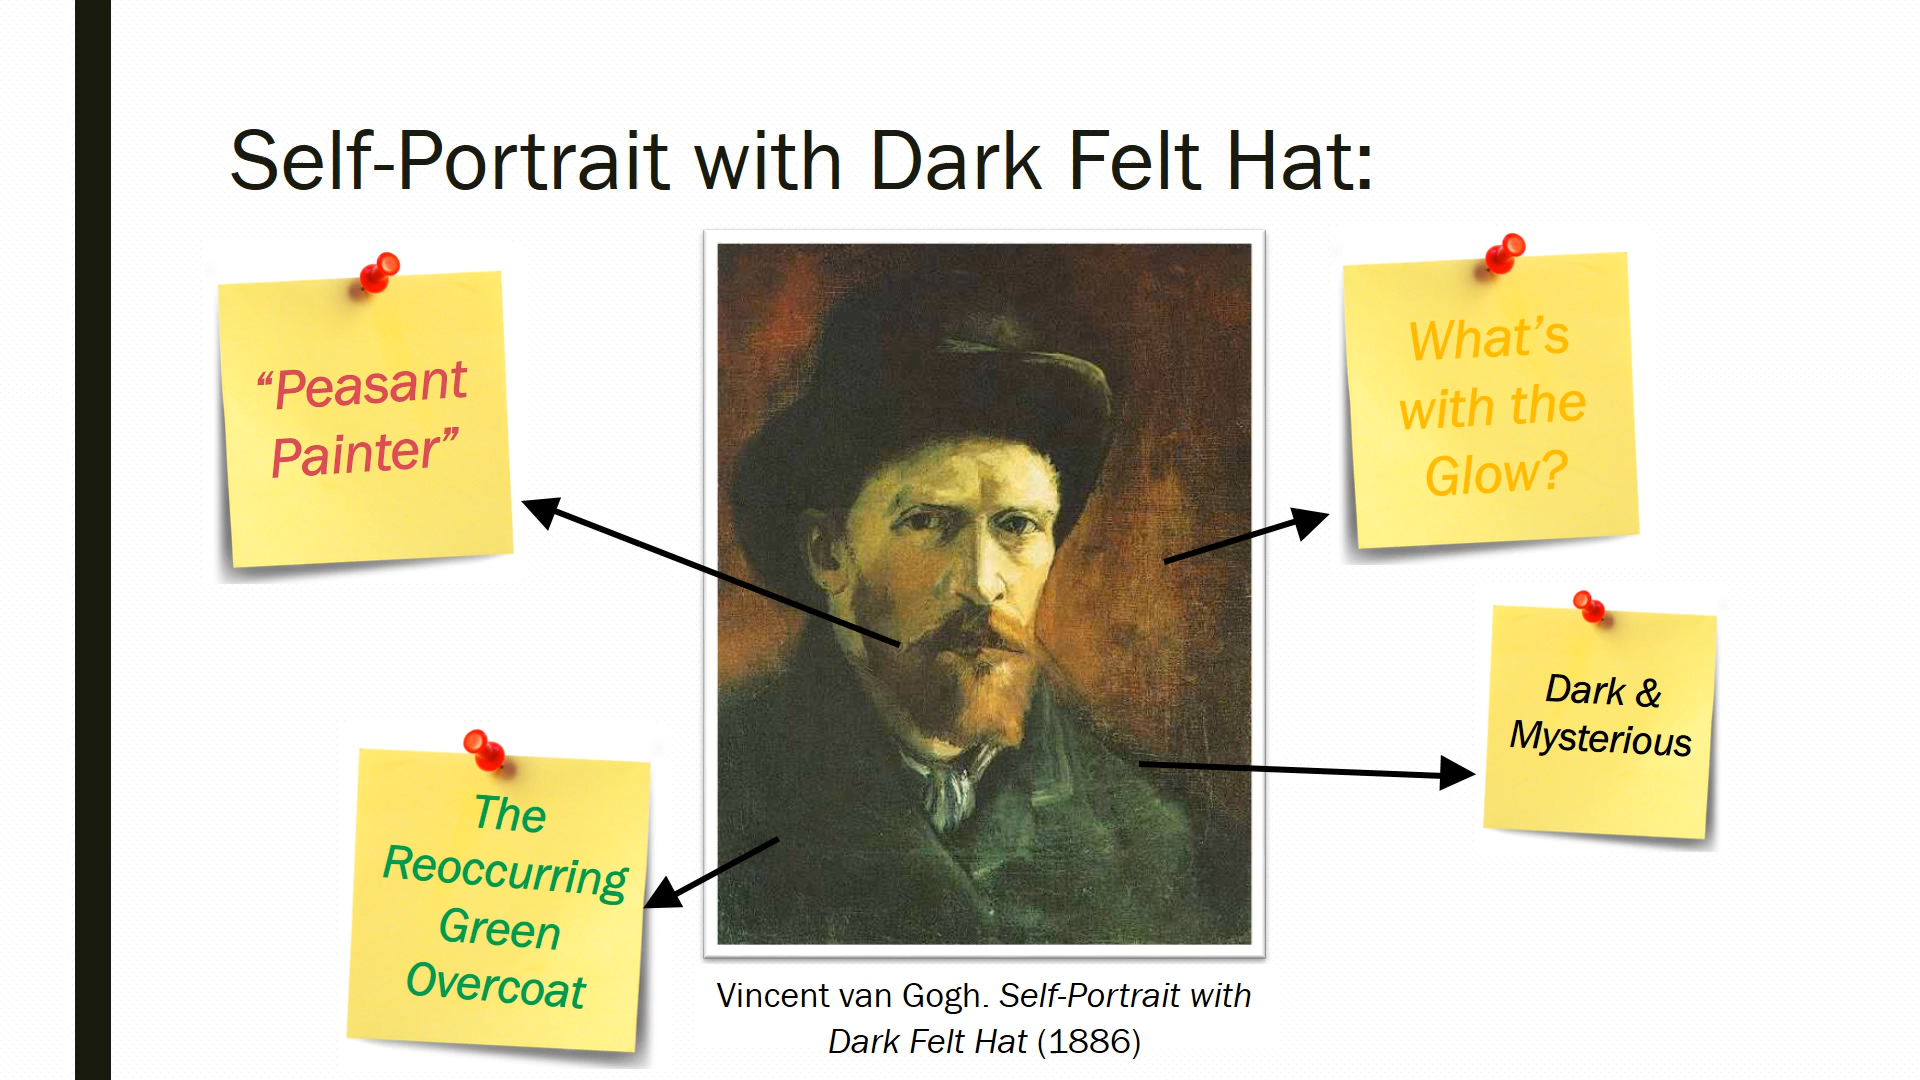 Self-Portrait with Dark Felt Hat:
“Peasant
Painter”
What’s
with the
Glow?
Dark &
Mysterious
The
Reoccurring
Green
Overcoat
Vincent van Gogh. Self-Portrait with
Dark Felt Hat (1886)